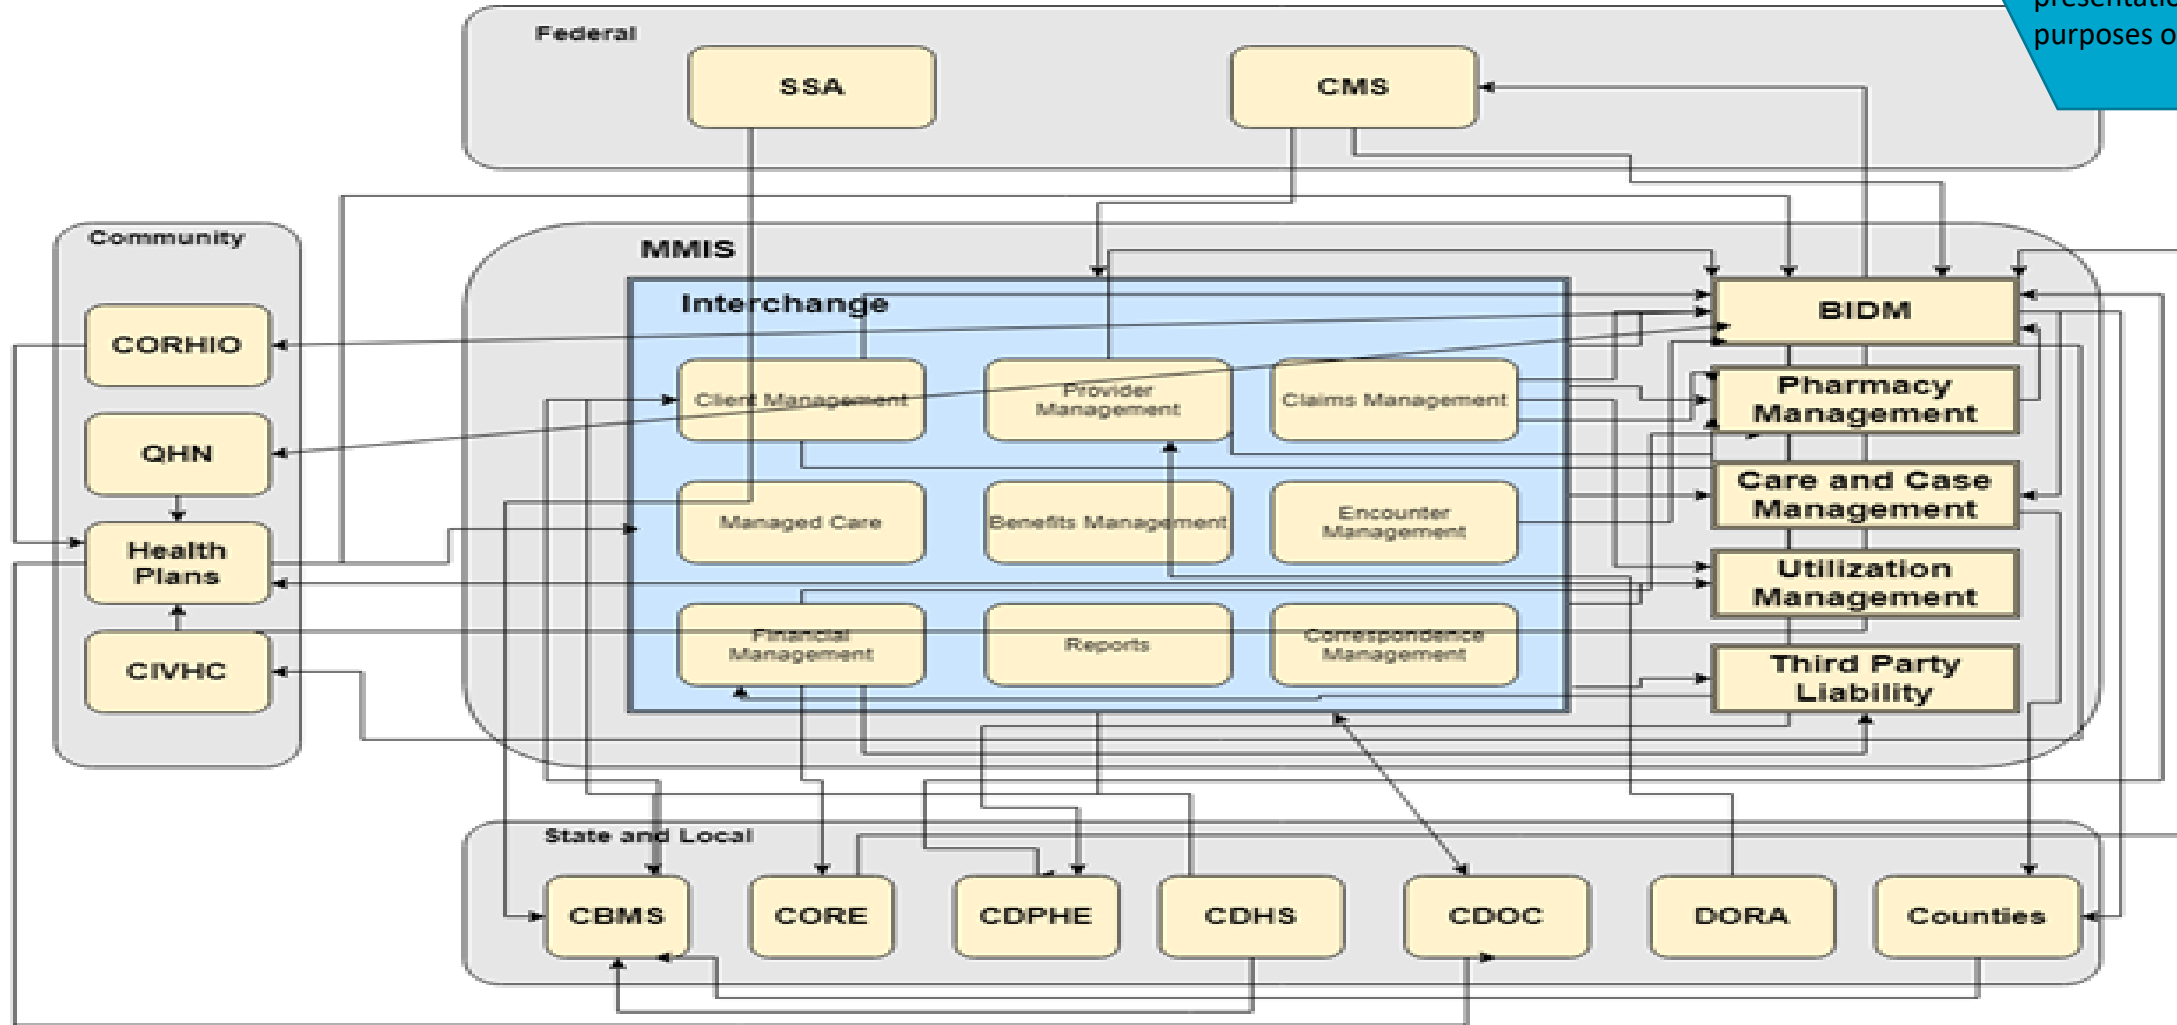 presentatio
purposes o
Federal
SSA
CMS
Community
MMIS
Interchange
BIDM
CORHIO
Client Management
Provider
Management
Claims Management
Pharmacy
Management
QHN
Care and Case
Management
Managed Care
Benefits Management
Encounter
Management
Health
Plans
Utilization
Management
Financial
Management
Reports
Correspondence
Management
CIVHC
Third Party
Liability
State and Local
CBMS
CORE
CDPHE
CDHS
CDOC
DORA
Counties